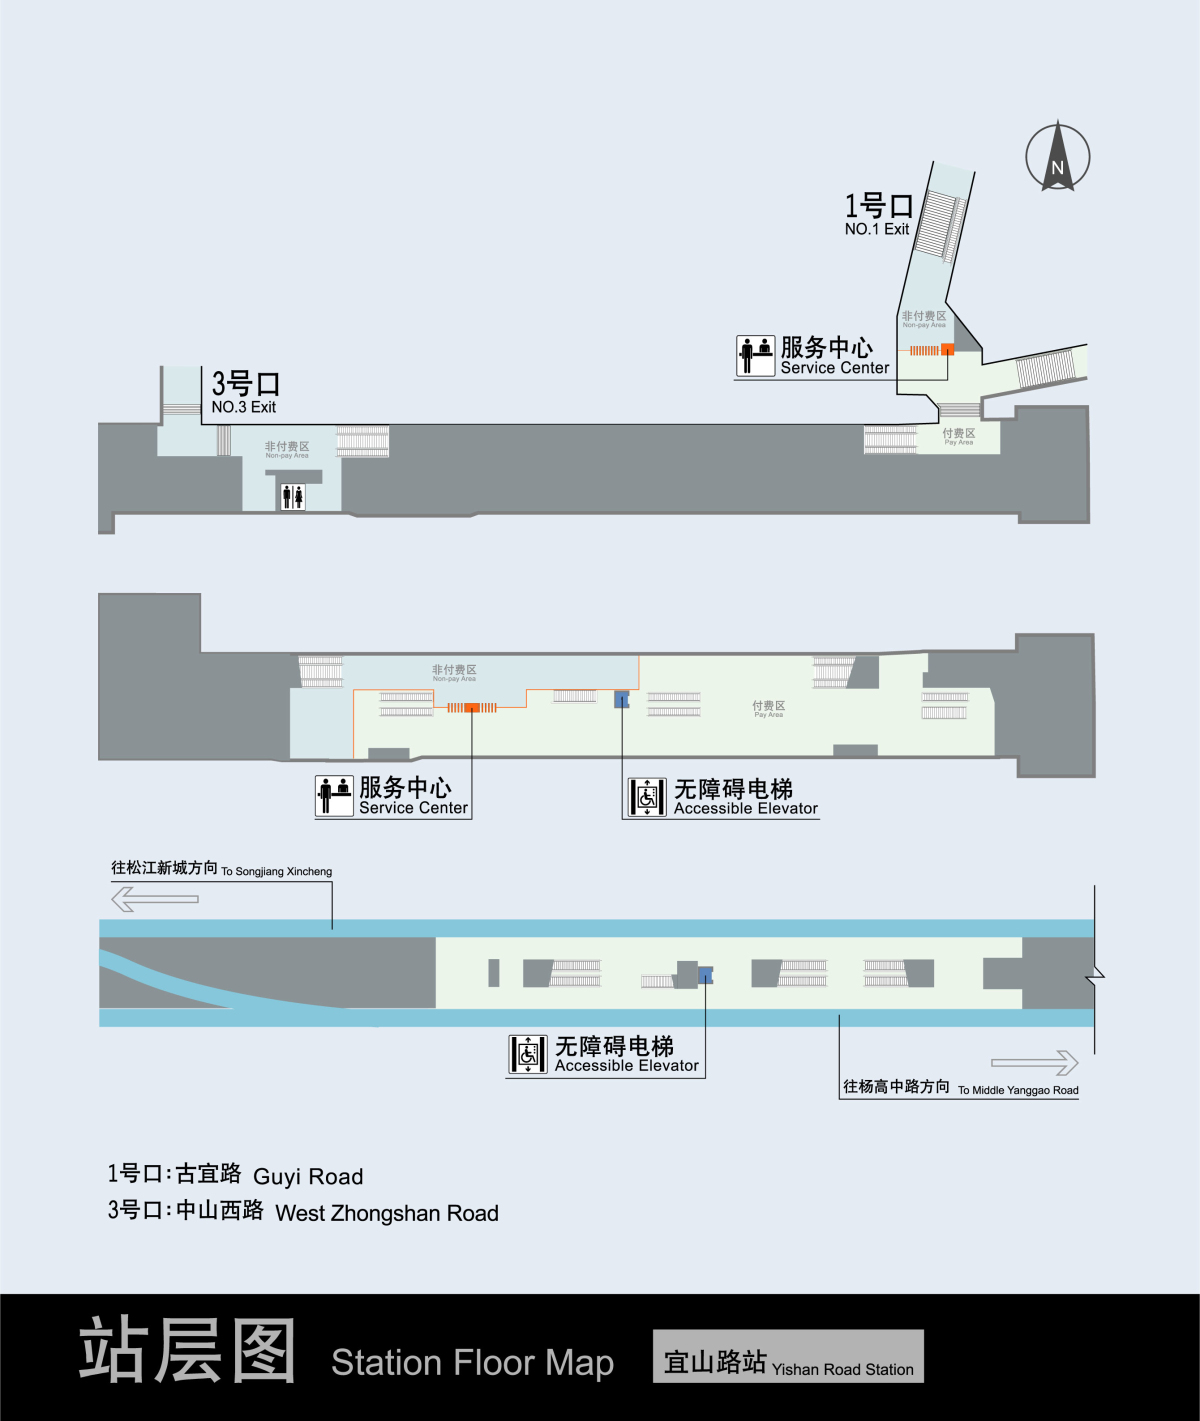 N
1号口
NO.1 Exit
非付费区
Non-pay Area
服务中心
Service Center
3号口
NO.3 Exit
非付费区
Non-pay Area
付费区
Pay Area
非付费区
Non-pay Area
付费区
Pay Area
服务中心
Service Center
无障碍电梯
Accessible Elevator
往松江新城方向 To Songjiang Xincheng
无障碍电梯
Accessible Elevator
往杨高中路方向 To Middle Yanggao Road
1号口:古宜路 Guyi Road
3号口:中山西路 West Zhongshan Road
站层图 Station Floor Map 宜山路站 Yishan Road Station